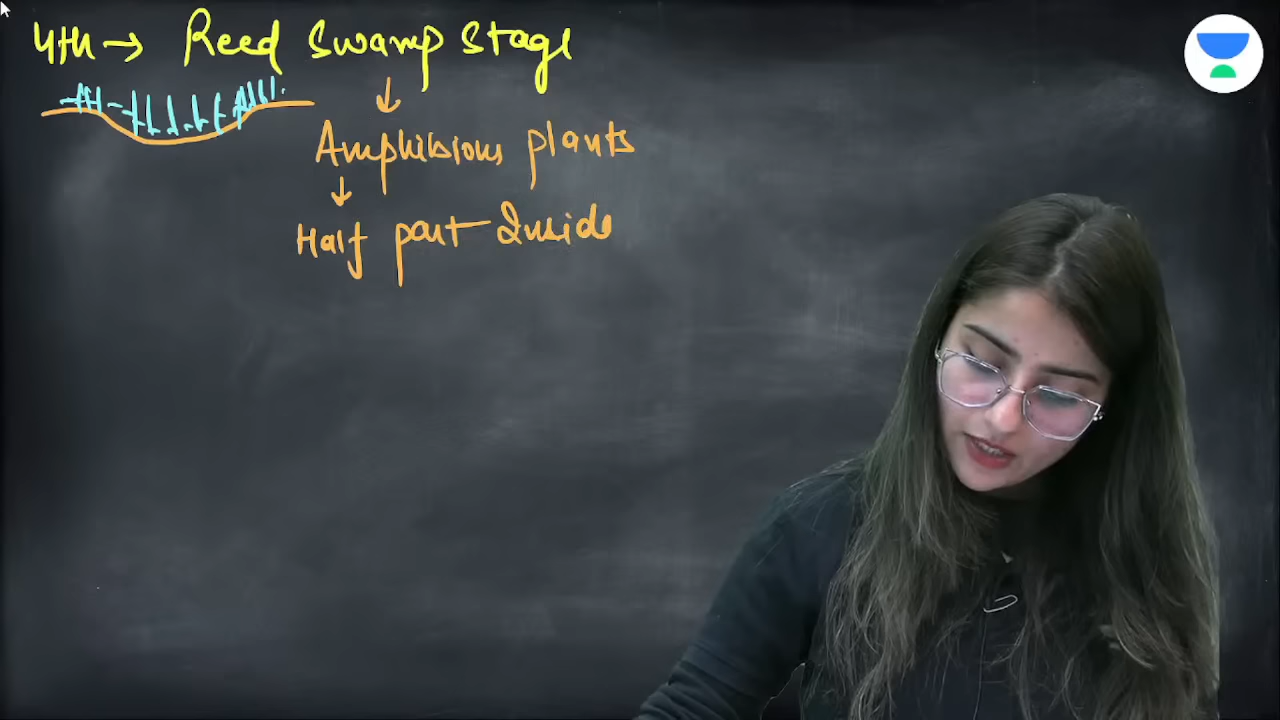 4th → Reed Swamp Stage
↓
Amphibious plants
↓
Half part Inside